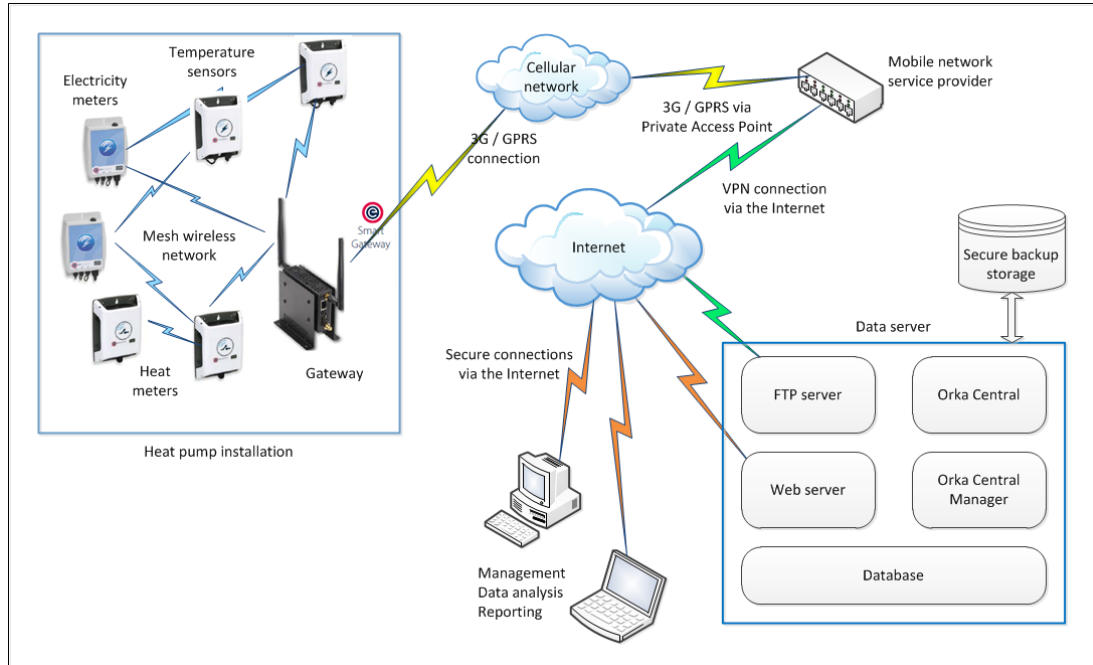 Temperature
sensors
Electricity
meters
Mesh wireless
network
Heat
meters
Gateway
Smart
Gateway
Heat pump installation
3G / GPRS
connection
Cellular
network
3G / GPRS via
Private Access Point
Mobile network
service provider
VPN connection
via the Internet
Internet
Secure connections
via the Internet
Management
Data analysis
Reporting
Secure backup
storage
Data server
FTP server
Orka Central
Web server
Orka Central
Manager
Database